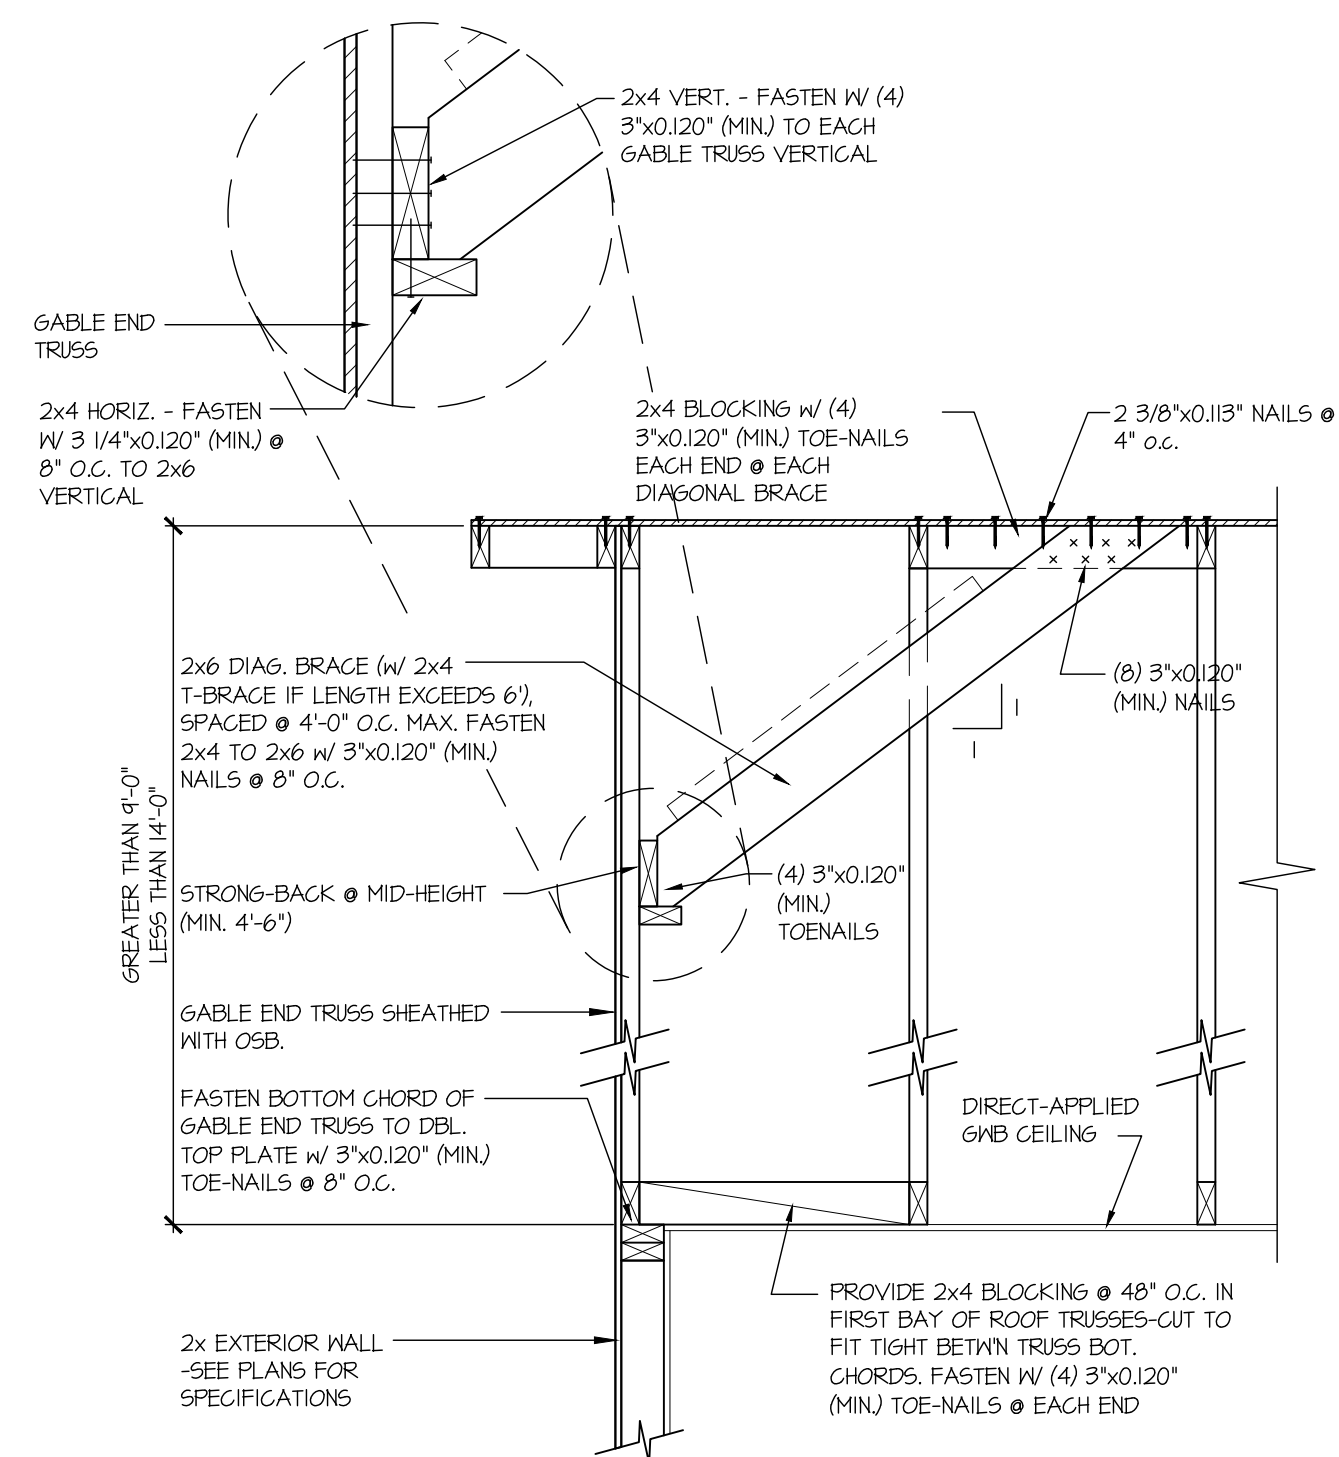 2x4 VERT. - FASTEN W/ (4)
3"x0.120" (MIN.) TO EACH
GABLE TRUSS VERTICAL
GABLE END
TRUSS
2x4 HORIZ. - FASTEN
W/ 3 1/4"x0.120" (MIN.) @
8" O.C. TO 2x6
VERTICAL
2x4 BLOCKING W/ (4)
3"x0.120" (MIN.) TOE-NAILS
EACH END @ EACH
DIAGONAL BRACE
2 3/8"x0.113" NAILS @
4" O.C.
2x6 DIAG. BRACE (W/ 2x4
T-BRACE IF LENGTH EXCEEDS 6'),
SPACED @ 4'-0" O.C. MAX. FASTEN
2x4 TO 2x6 W/ 3"x0.120" (MIN.)
NAILS @ 8" O.C.
(8) 3"x0.120"
(MIN.) NAILS
GREATER THAN 9'-0"
LESS THAN 14'-0"
STRONG-BACK @ MID-HEIGHT
(MIN. 4'-6")
(4) 3"x0.120"
(MIN.)
TOENAILS
GABLE END TRUSS SHEATHED
WITH OSB.
FASTEN BOTTOM CHORD OF
GABLE END TRUSS TO DBL.
TOP PLATE W/ 3"x0.120" (MIN.)
TOE-NAILS @ 8" O.C.
DIRECT-APPLIED
GWB CEILING
PROVIDE 2x4 BLOCKING @ 48" O.C. IN
FIRST BAY OF ROOF TRUSSES-CUT TO
FIT TIGHT BETW'N TRUSS BOT.
CHORDS. FASTEN W/ (4) 3"x0.120"
(MIN.) TOE-NAILS @ EACH END
2x EXTERIOR WALL
-SEE PLANS FOR
SPECIFICATIONS